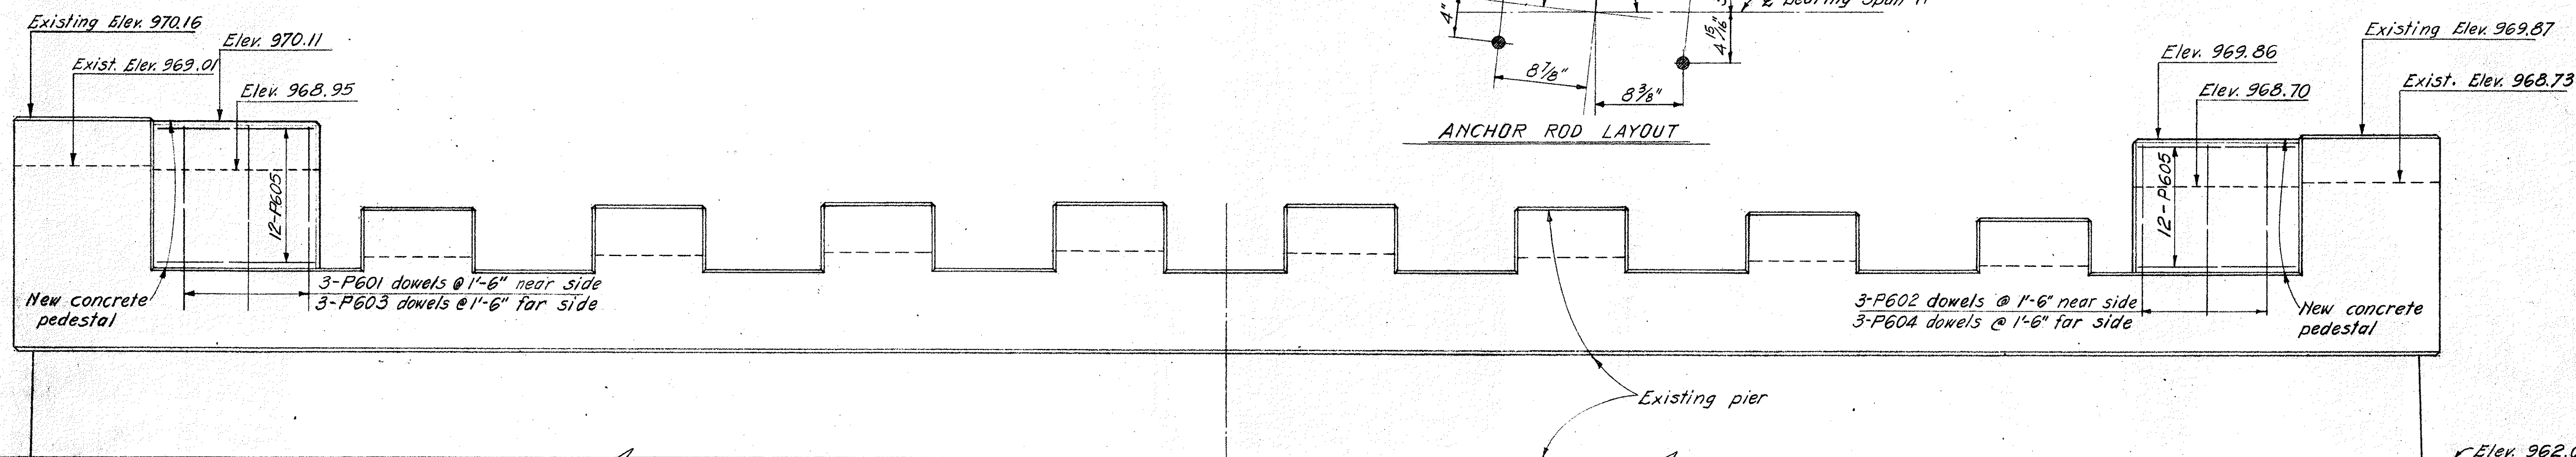 Existing Elev. 970.16
Elev. 970.11
Exist. Elev. 969.01
Elev. 968.95
12-P605
3-P601 dowels @ 1'-6" near side
3-P603 dowels @ 1'-6" far side
New concrete
pedestal
4"
8 7/8"
8 3/8"
4 15/16"
℄ Bearing Span
ANCHOR ROD LAYOUT
Existing Elev. 969.87
Elev. 969.86
Exist. Elev. 968.73
Elev. 968.70
12-P605
3-P602 dowels @ 1'-6" near side
3-P604 dowels @ 1'-6" far side
New concrete
pedestal
Existing pier
Elev. 962.